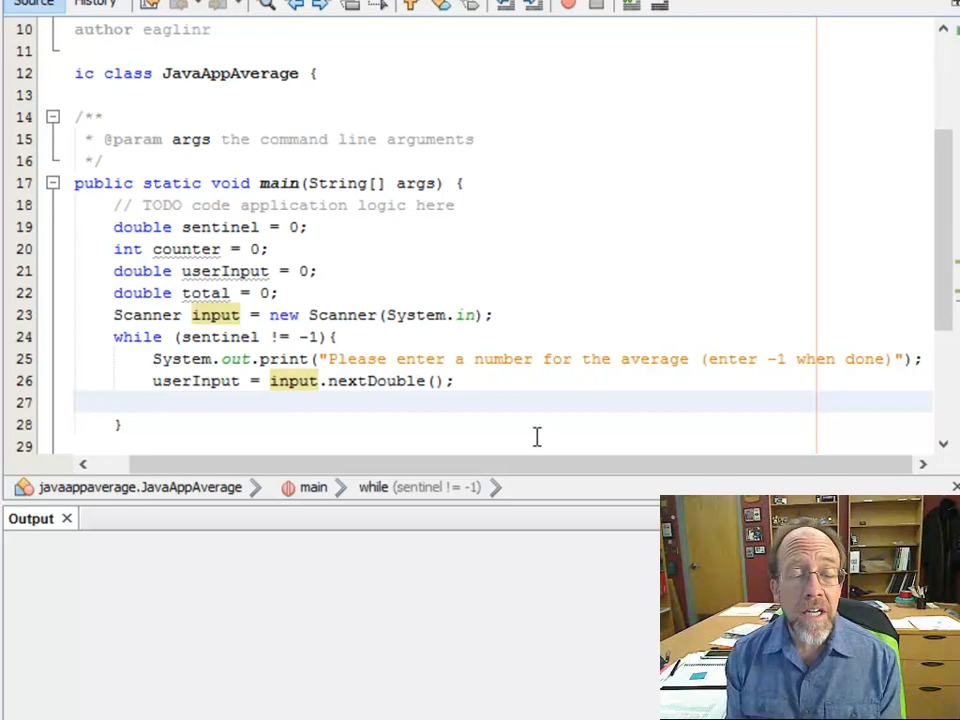 Source History
10 author eaglinr
11
12 ic class JavaAppAverage {
13
14 /**
15 * @param args the command line arguments
16 */
17 public static void main(String[] args) {
18 // TODO code application logic here
19 double sentinel = 0;
20 int counter = 0;
21 double userInput = 0;
22 double total = 0;
23 Scanner input = new Scanner(System.in);
24 while (sentinel != -1){
25 System.out.print("Please enter a number for the average (enter -1 when done)");
26 userInput = input.nextDouble();
27
28 }
29
javaappaverage.JavaAppAverage main while (sentinel != -1)
Output